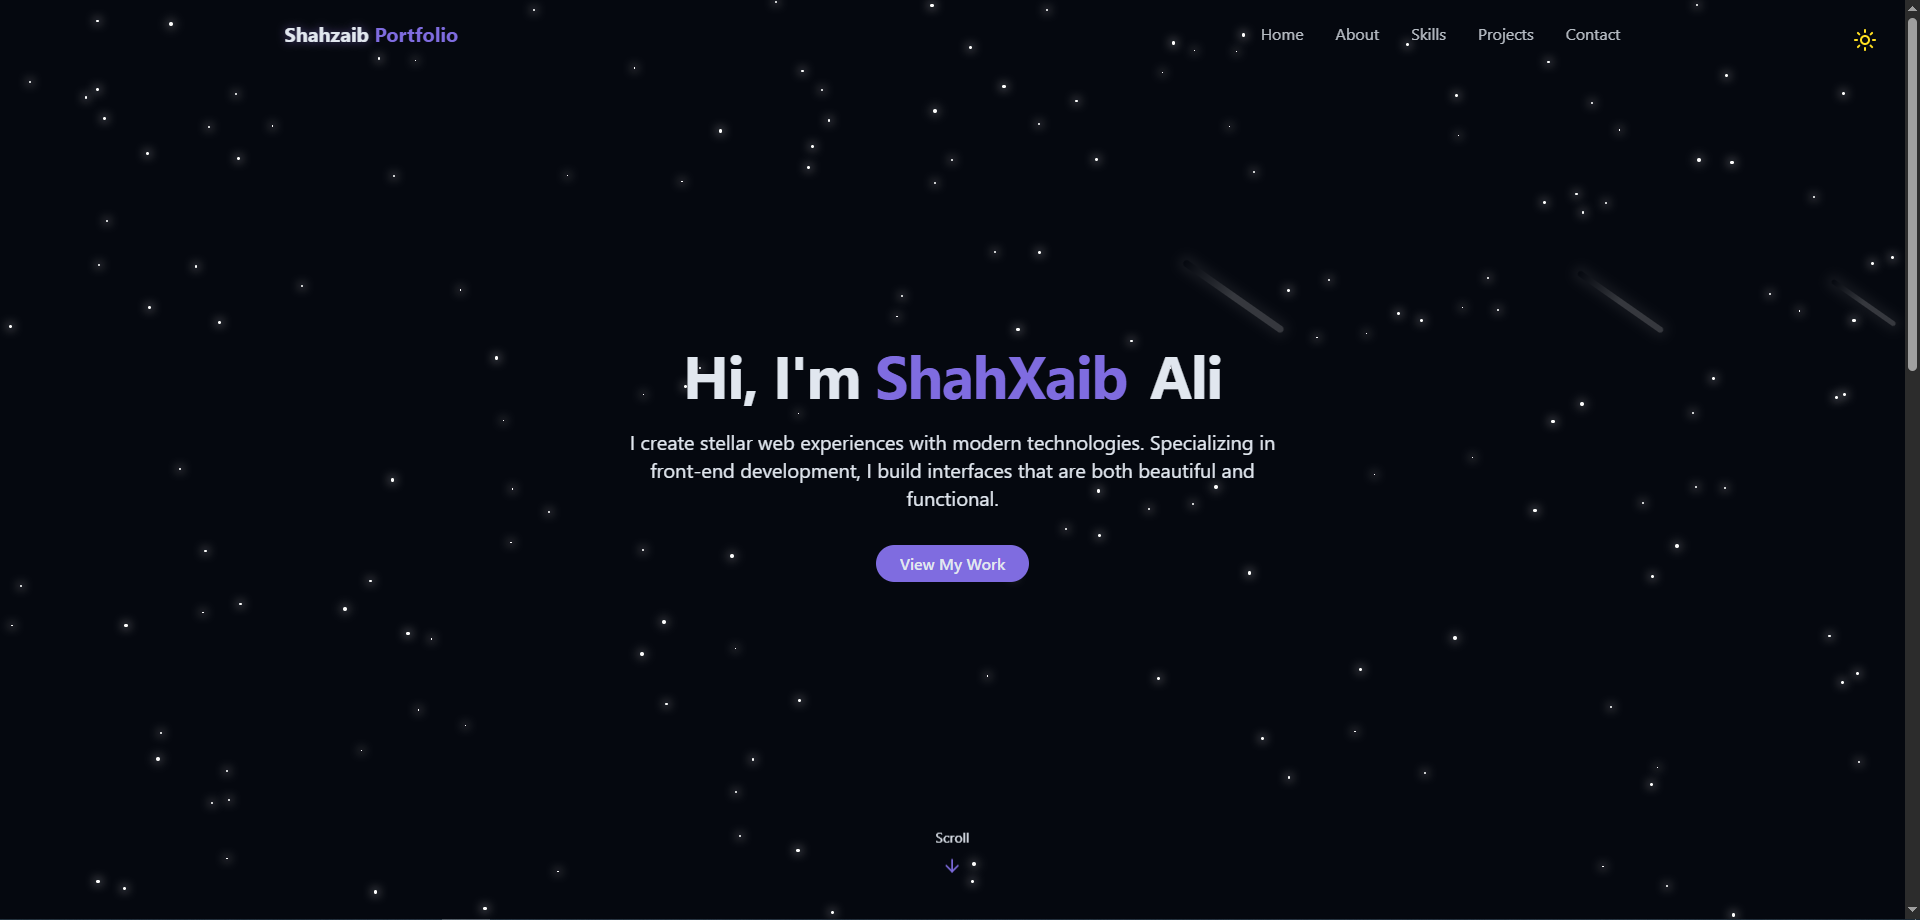 Shahzaib Portfolio
Home About Skills Projects Contact
Hi, I'm ShahXaib Ali
I create stellar web experiences with modern technologies. Specializing in
front-end development, I build interfaces that are both beautiful and
functional.
View My Work
Scroll